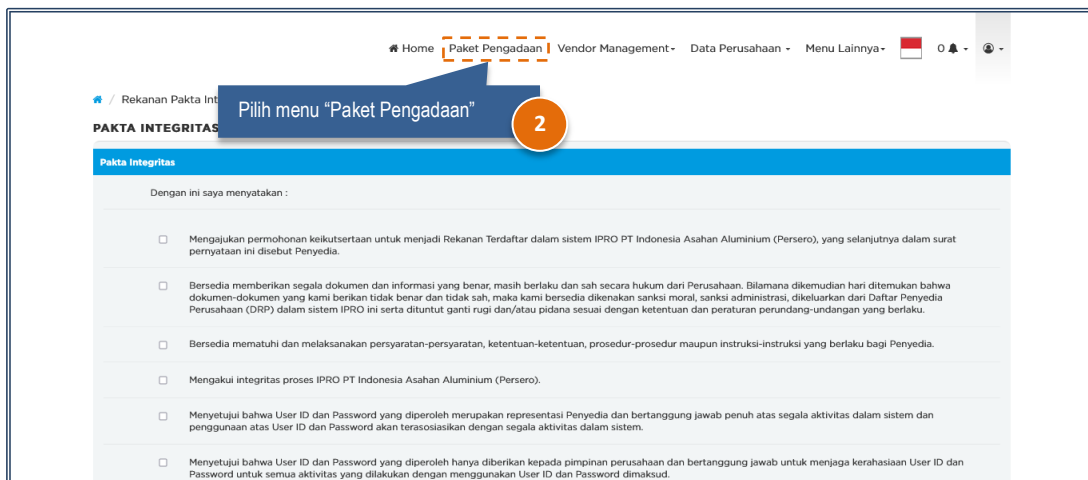 Home Paket Pengadaan Vendor Management Data Perusahaan Menu Lainnya 0
/ Rekanan Pakta Int
Pilih menu “Paket Pengadaan”
2
PAKTA INTEGRITAS
Pakta Integritas
Dengan ini saya menyatakan :
Mengajukan permohonan keikutsertaan untuk menjadi Rekanan Terdaftar dalam sistem IPRO PT Indonesia Asahan Aluminium (Persero), yang selanjutnya dalam surat
pernyataan ini disebut Penyedia.
Bersedia memberikan segala dokumen dan informasi yang benar, masih berlaku dan sah secara hukum dari Perusahaan. Bilamana dikemudian hari ditemukan bahwa
dokumen-dokumen yang kami berikan tidak benar dan tidak sah, maka kami bersedia dikenakan sanksi moral, sanksi administrasi, dikeluarkan dari Daftar Penyedia
Perusahaan (DRP) dalam sistem IPRO ini serta dituntut ganti rugi dan/atau pidana sesuai dengan ketentuan dan peraturan perundang-undangan yang berlaku.
Bersedia mematuhi dan melaksanakan persyaratan-persyaratan, ketentuan-ketentuan, prosedur-prosedur maupun instruksi-instruksi yang berlaku bagi Penyedia.
Mengakui integritas proses IPRO PT Indonesia Asahan Aluminium (Persero).
Menyetujui bahwa User ID dan Password yang diperoleh merupakan representasi Penyedia dan bertanggung jawab penuh atas segala aktivitas dalam sistem dan
penggunaan atas User ID dan Password akan terasosiasikan dengan segala aktivitas dalam sistem.
Menyetujui bahwa User ID dan Password yang diperoleh hanya diberikan kepada pimpinan perusahaan dan bertanggung jawab untuk menjaga kerahasiaan User ID dan
Password untuk semua aktivitas yang dilakukan dengan menggunakan User ID dan Password dimaksud.